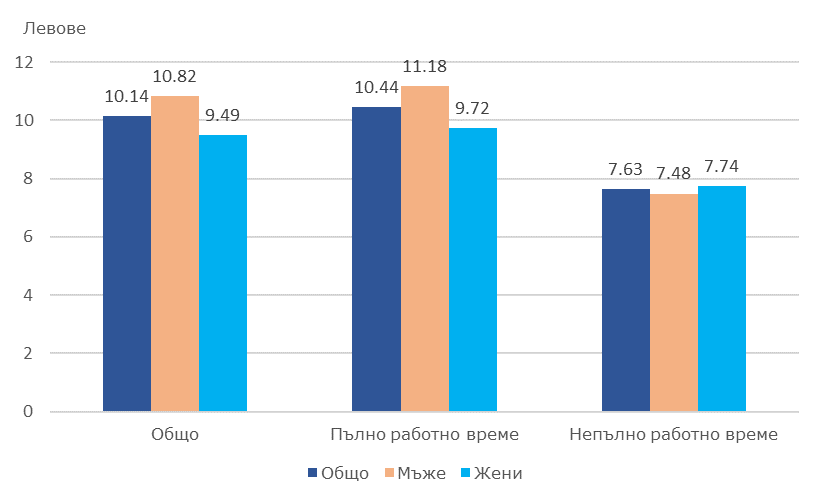 Левове
12
10
8
6
4
2
0
10.14 10.82 9.49
10.44 11.18 9.72
7.63 7.48 7.74
Общо Пълно работно време Непълно работно време
Общо Мъже Жени